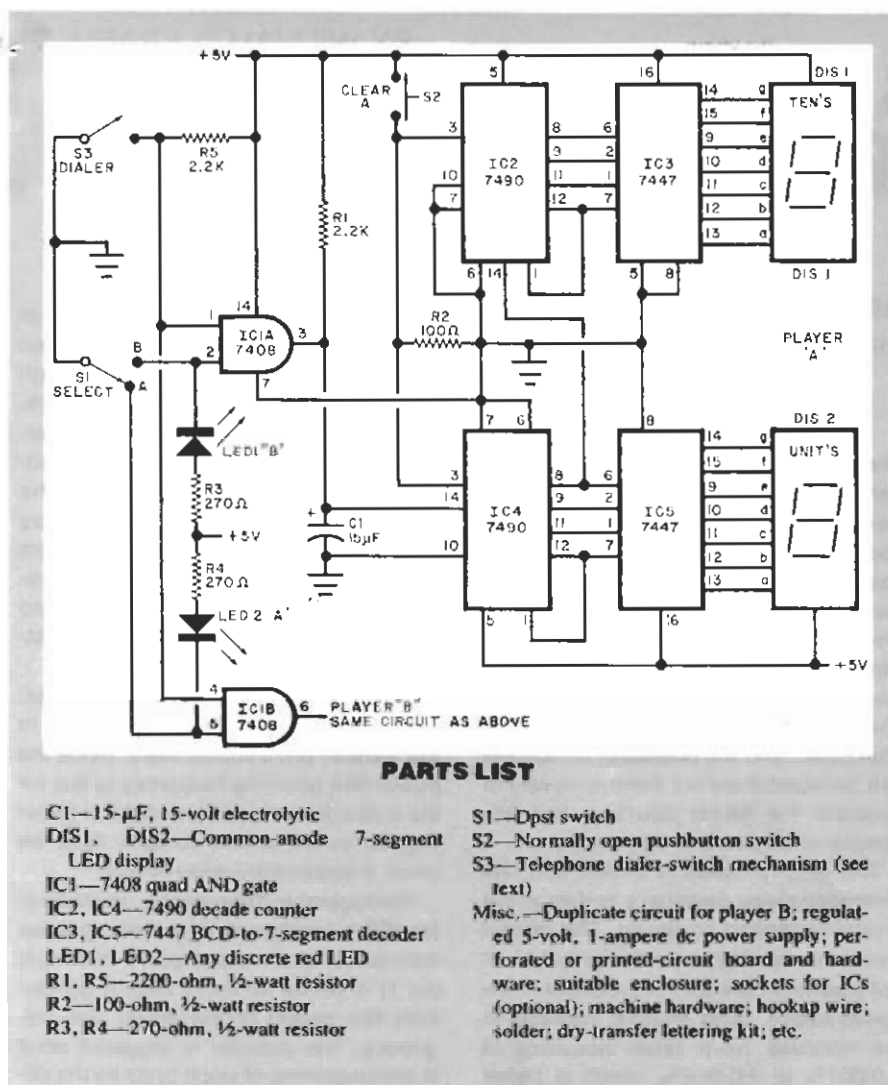 +5V
CLEAR
A
S2
5
16
DIS 1
S3
DIALER
R5
2.2K
R1
2.2K
3
10
7
IC2
7490
8
9
11
12
6
14
1
6
2
1
7
IC3
7447
5
8
14 g
15 f
9 e
10 d
11 c
12 b
13 a
TEN'S
DIS 1
14
1
2
IC1A
7408
3
7
B
A
S1
SELECT
R2
100Ω
PLAYER
'A'
LED1 "B"
R3
270Ω
+5V
R4
270Ω
LED 2 'A'
C1
15µF
+
7
6
3
14
10
IC4
7490
8
9
11
12
5
1
8
6
2
1
7
IC5
7447
16
14 g
15 f
9 e
10 d
11 c
12 b
13 a
DIS 2
UNIT'S
+5V
4
5
IC1B
7408
6
PLAYER "B"
SAME CIRCUIT AS ABOVE
PARTS LIST
C1—15-µF, 15-volt electrolytic
DIS1, DIS2—Common-anode 7-segment
LED display
IC1—7408 quad AND gate
IC2, IC4—7490 decade counter
IC3, IC5—7447 BCD-to-7-segment decoder
LED1, LED2—Any discrete red LED
R1, R5—2200-ohm, ½-watt resistor
R2—100-ohm, ½-watt resistor
R3, R4—270-ohm, ½-watt resistor
S1—Dpst switch
S2—Normally open pushbutton switch
S3—Telephone dialer-switch mechanism (see
text)
Misc.—Duplicate circuit for player B; regulat-
ed 5-volt, 1-ampere dc power supply; per-
forated or printed-circuit board and hard-
ware; suitable enclosure; sockets for ICs
(optional); machine hardware; hookup wire;
solder; dry-transfer lettering kit; etc.